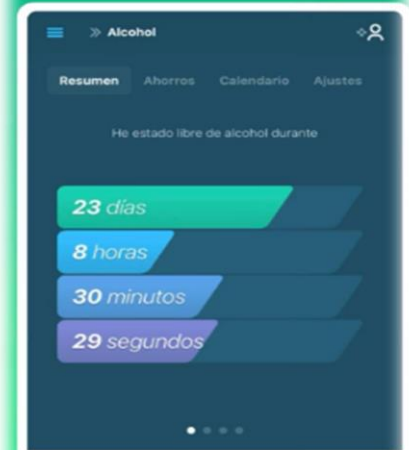 Alcohol
Resumen Ahorros Calendario Ajustes
He estado libre de alcohol durante
23 días
8 horas
30 minutos
29 segundos